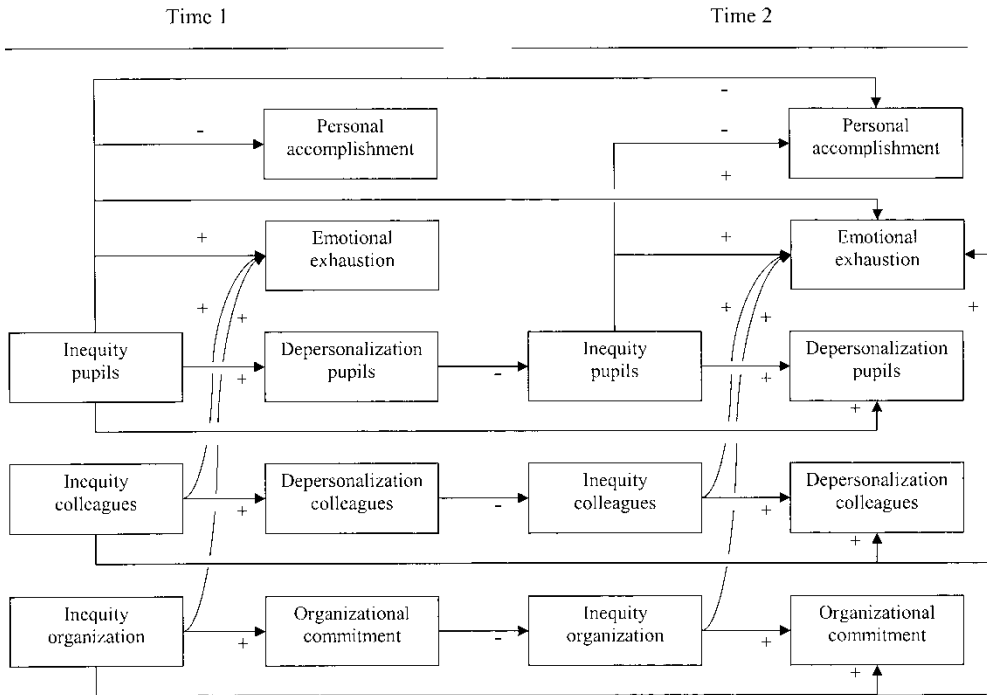 Time 1
Time 2
-
-
Personal
accomplishment
-
Personal
accomplishment
+
+
Emotional
exhaustion
+
Emotional
exhaustion
+
+
+
+
+
Inequity
pupils
+
Depersonalization
pupils
-
Inequity
pupils
+
Depersonalization
pupils
+
Inequity
colleagues
+
Depersonalization
colleagues
-
Inequity
colleagues
+
Depersonalization
colleagues
+
Inequity
organization
+
Organizational
commitment
-
Inequity
organization
+
Organizational
commitment
+